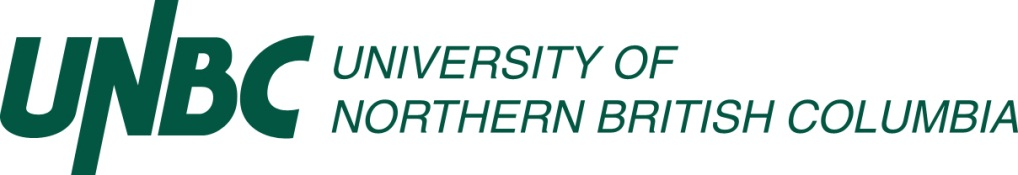 UNBC
UNIVERSITY OF
NORTHERN BRITISH COLUMBIA